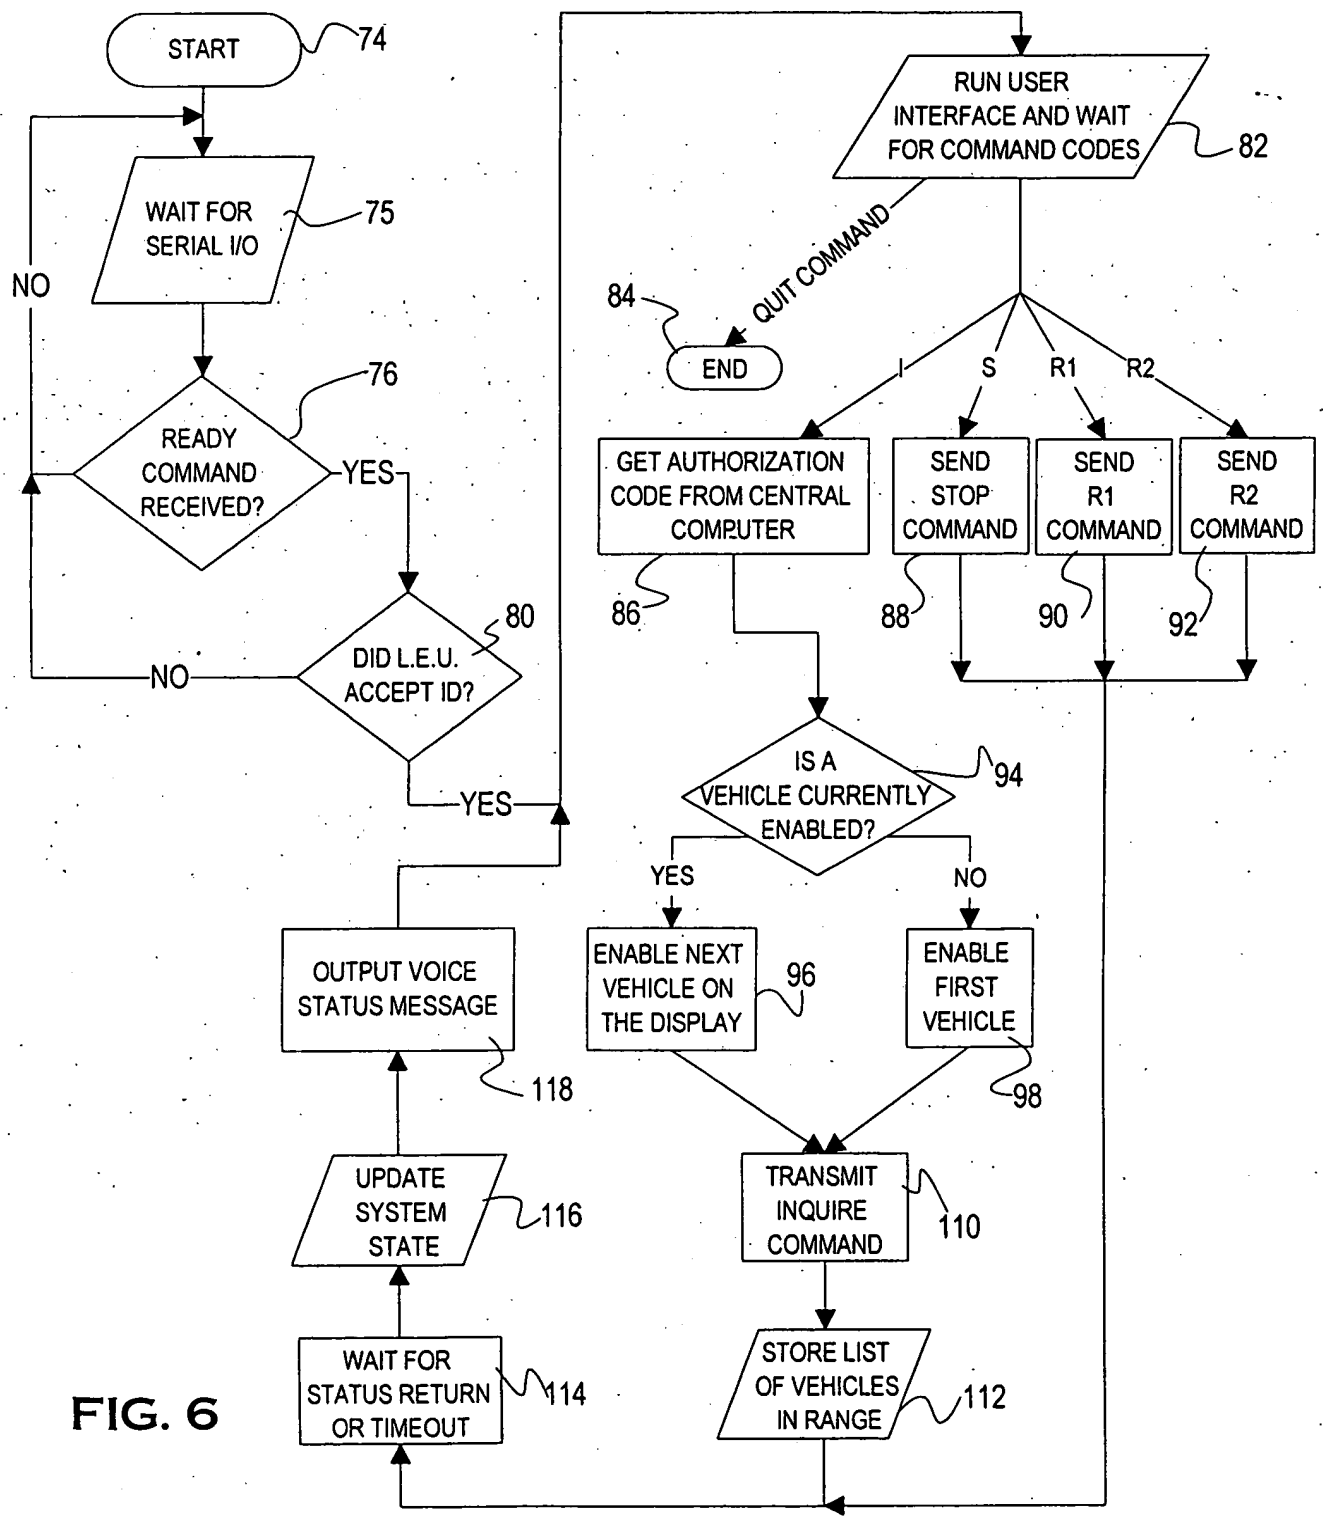 START
74
WAIT FOR
SERIAL I/O
75
NO
READY
COMMAND
RECEIVED?
76
YES
DID L.E.U.
ACCEPT ID?
80
NO
YES
RUN USER
INTERFACE AND WAIT
FOR COMMAND CODES
82
QUIT COMMAND
84
END
I
S
R1
R2
GET AUTHORIZATION
CODE FROM CENTRAL
COMPUTER
86
SEND
STOP
COMMAND
88
SEND
R1
COMMAND
90
SEND
R2
COMMAND
92
IS A
VEHICLE CURRENTLY
ENABLED?
94
YES
NO
ENABLE NEXT
VEHICLE ON
THE DISPLAY
96
ENABLE
FIRST
VEHICLE
98
TRANSMIT
INQUIRE
COMMAND
110
STORE LIST
OF VEHICLES
IN RANGE
112
WAIT FOR
STATUS RETURN
OR TIMEOUT
114
UPDATE
SYSTEM
STATE
116
OUTPUT VOICE
STATUS MESSAGE
118
FIG. 6